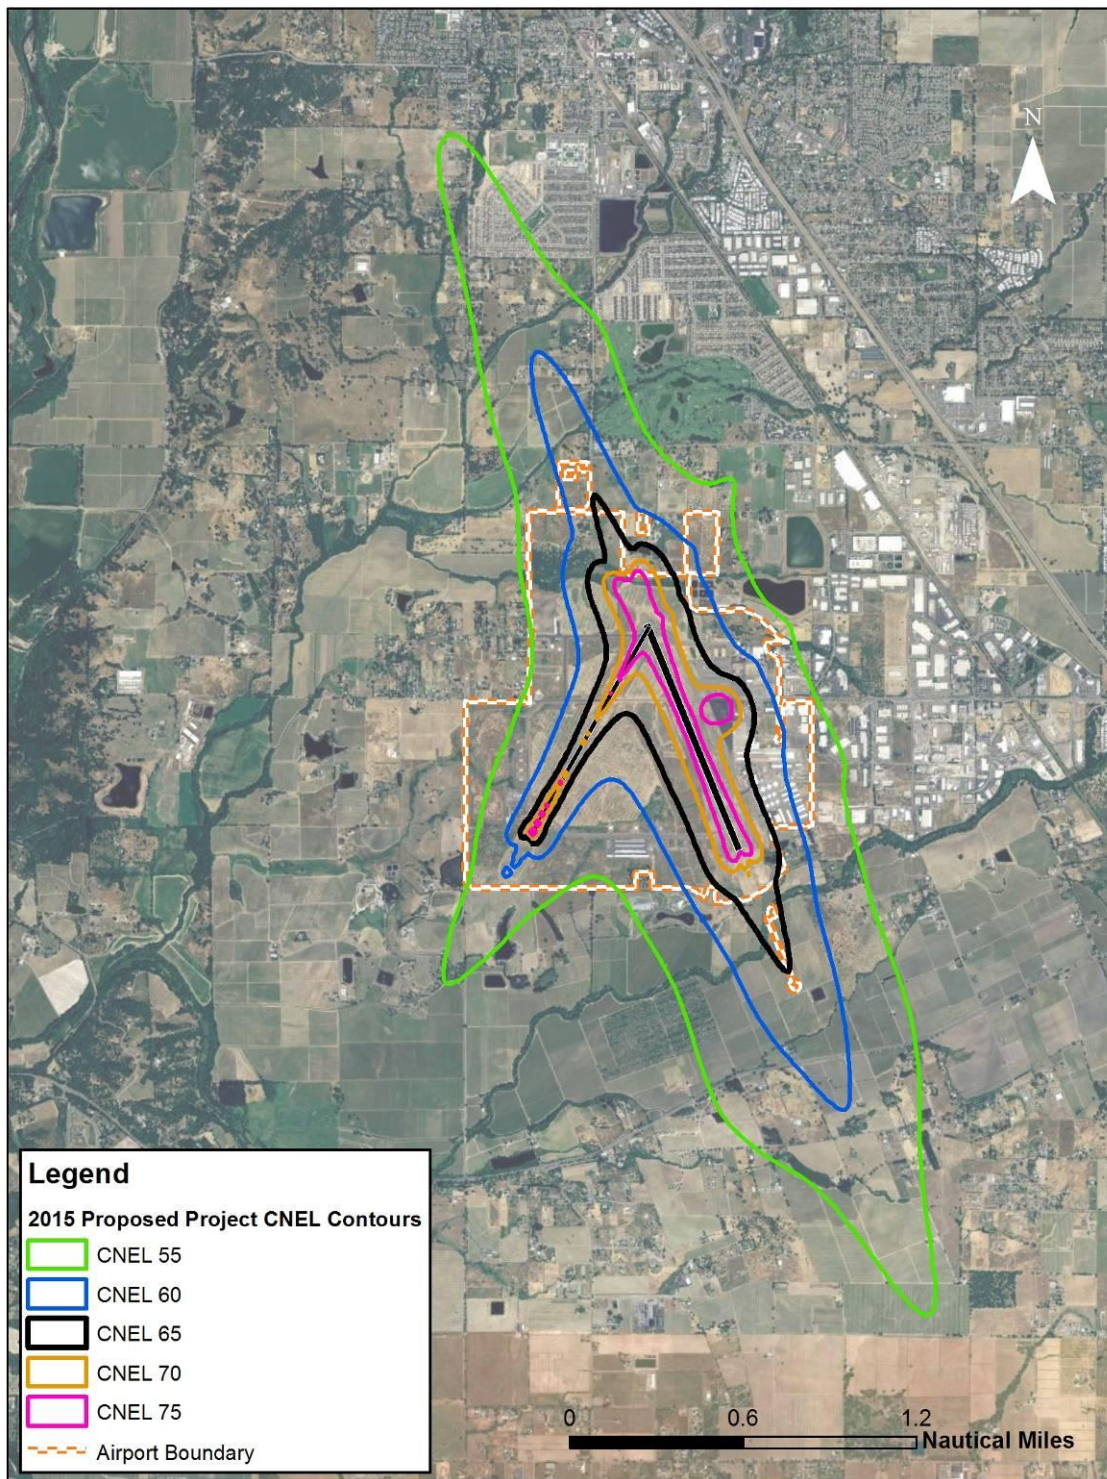 N
Legend
2015 Proposed Project CNEL Contours
CNEL 55
CNEL 60
CNEL 65
CNEL 70
CNEL 75
Airport Boundary
0 0.6 1.2
Nautical Miles